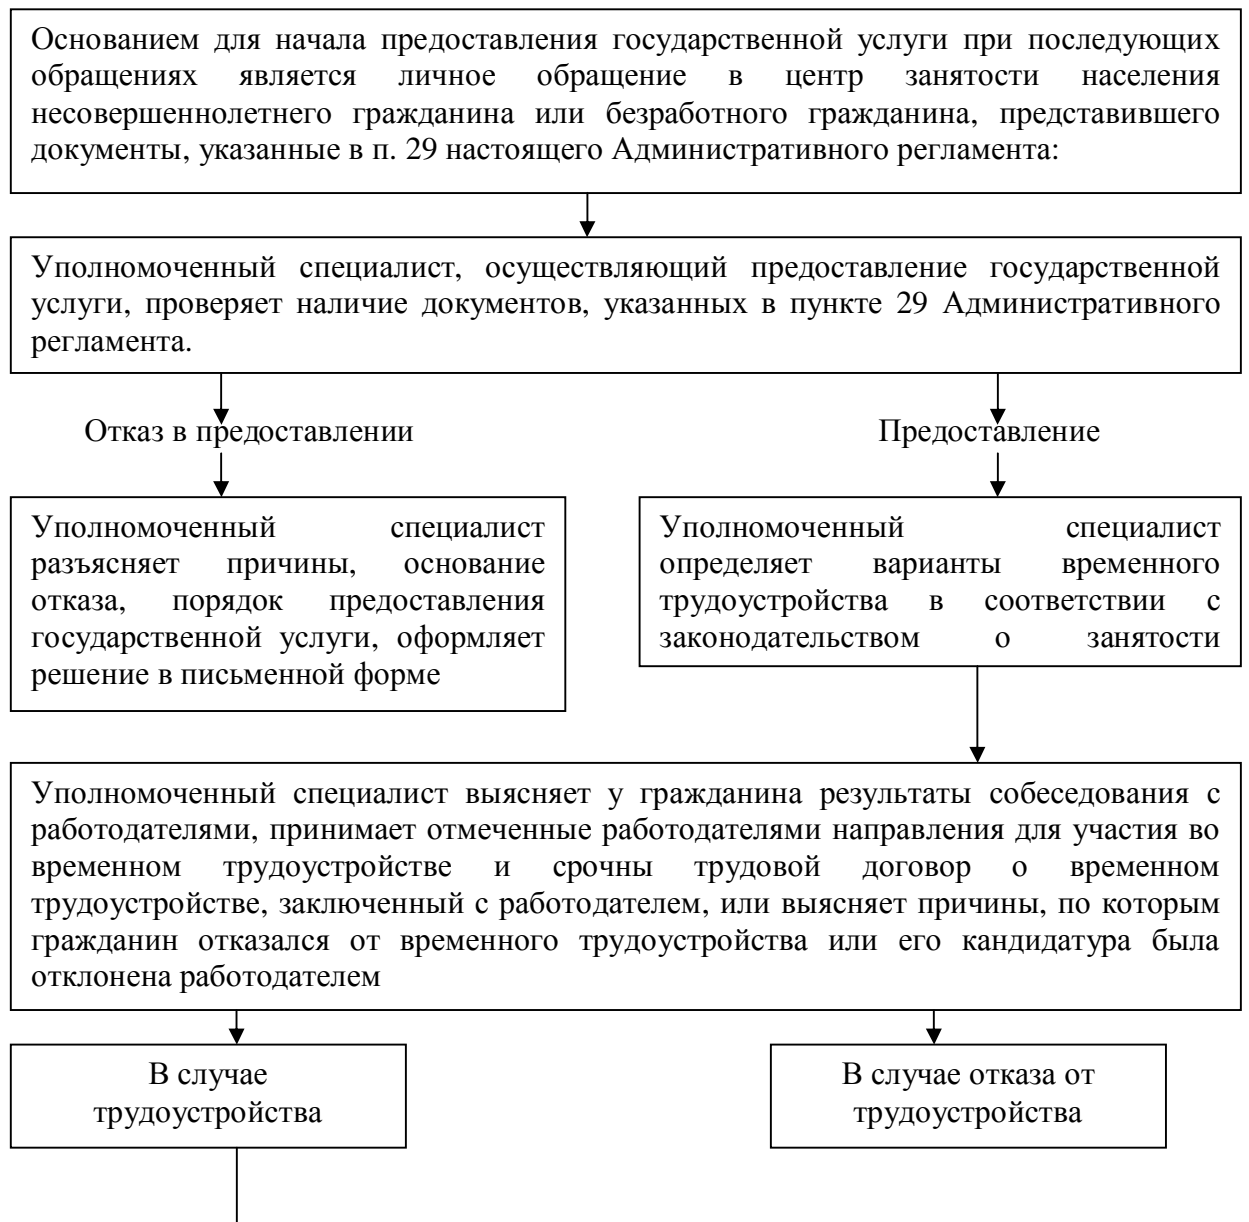 Основанием для начала предоставления государственной услуги при последующих
обращениях является личное обращение в центр занятости населения
несовершеннолетнего гражданина или безработного гражданина, представившего
документы, указанные в п. 29 настоящего Административного регламента:
Уполномоченный специалист, осуществляющий предоставление государственной
услуги, проверяет наличие документов, указанных в пункте 29 Административного
регламента.
Отказ в предоставлении
Предоставление
Уполномоченный специалист
разъясняет причины, основание
отказа, порядок предоставления
государственной услуги, оформляет
решение в письменной форме
Уполномоченный специалист
определяет варианты временного
трудоустройства в соответствии с
законодательством о занятости
Уполномоченный специалист выясняет у гражданина результаты собеседования с
работодателями, принимает отмеченные работодателями направления для участия во
временном трудоустройстве и срочны трудовой договор о временном
трудоустройстве, заключенный с работодателем, или выясняет причины, по которым
гражданин отказался от временного трудоустройства или его кандидатура была
отклонена работодателем
В случае
трудоустройства
В случае отказа от
трудоустройства